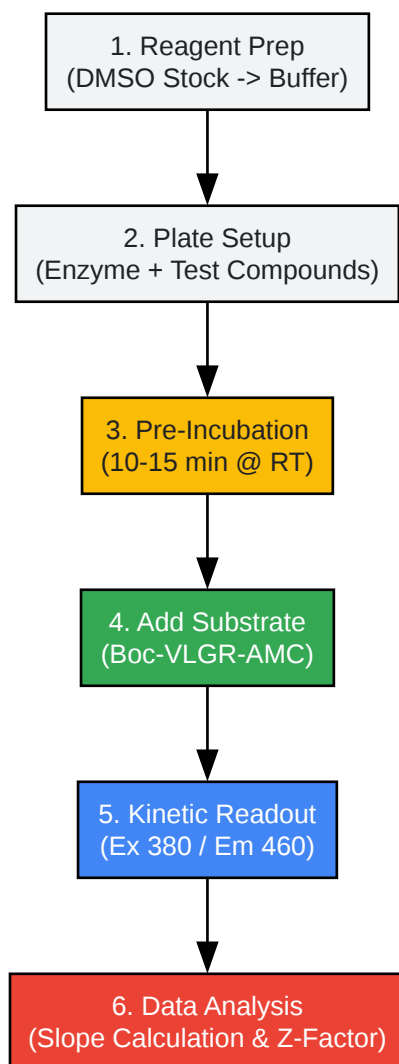 1. Reagent Prep
(DMSO Stock -> Buffer)
2. Plate Setup
(Enzyme + Test Compounds)
3. Pre-Incubation
(10-15 min @ RT)
4. Add Substrate
(Boc-VLGR-AMC)
5. Kinetic Readout
(Ex 380 / Em 460)
6. Data Analysis
(Slope Calculation & Z-Factor)